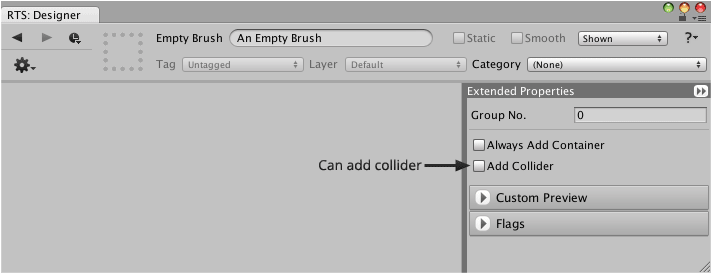 RTS: Designer
Empty Brush An Empty Brush Static Smooth Shown ?
Tag Untagged Layer Default Category (None)
Extended Properties
Group No. 0
Always Add Container
Can add collider Add Collider
Custom Preview
Flags